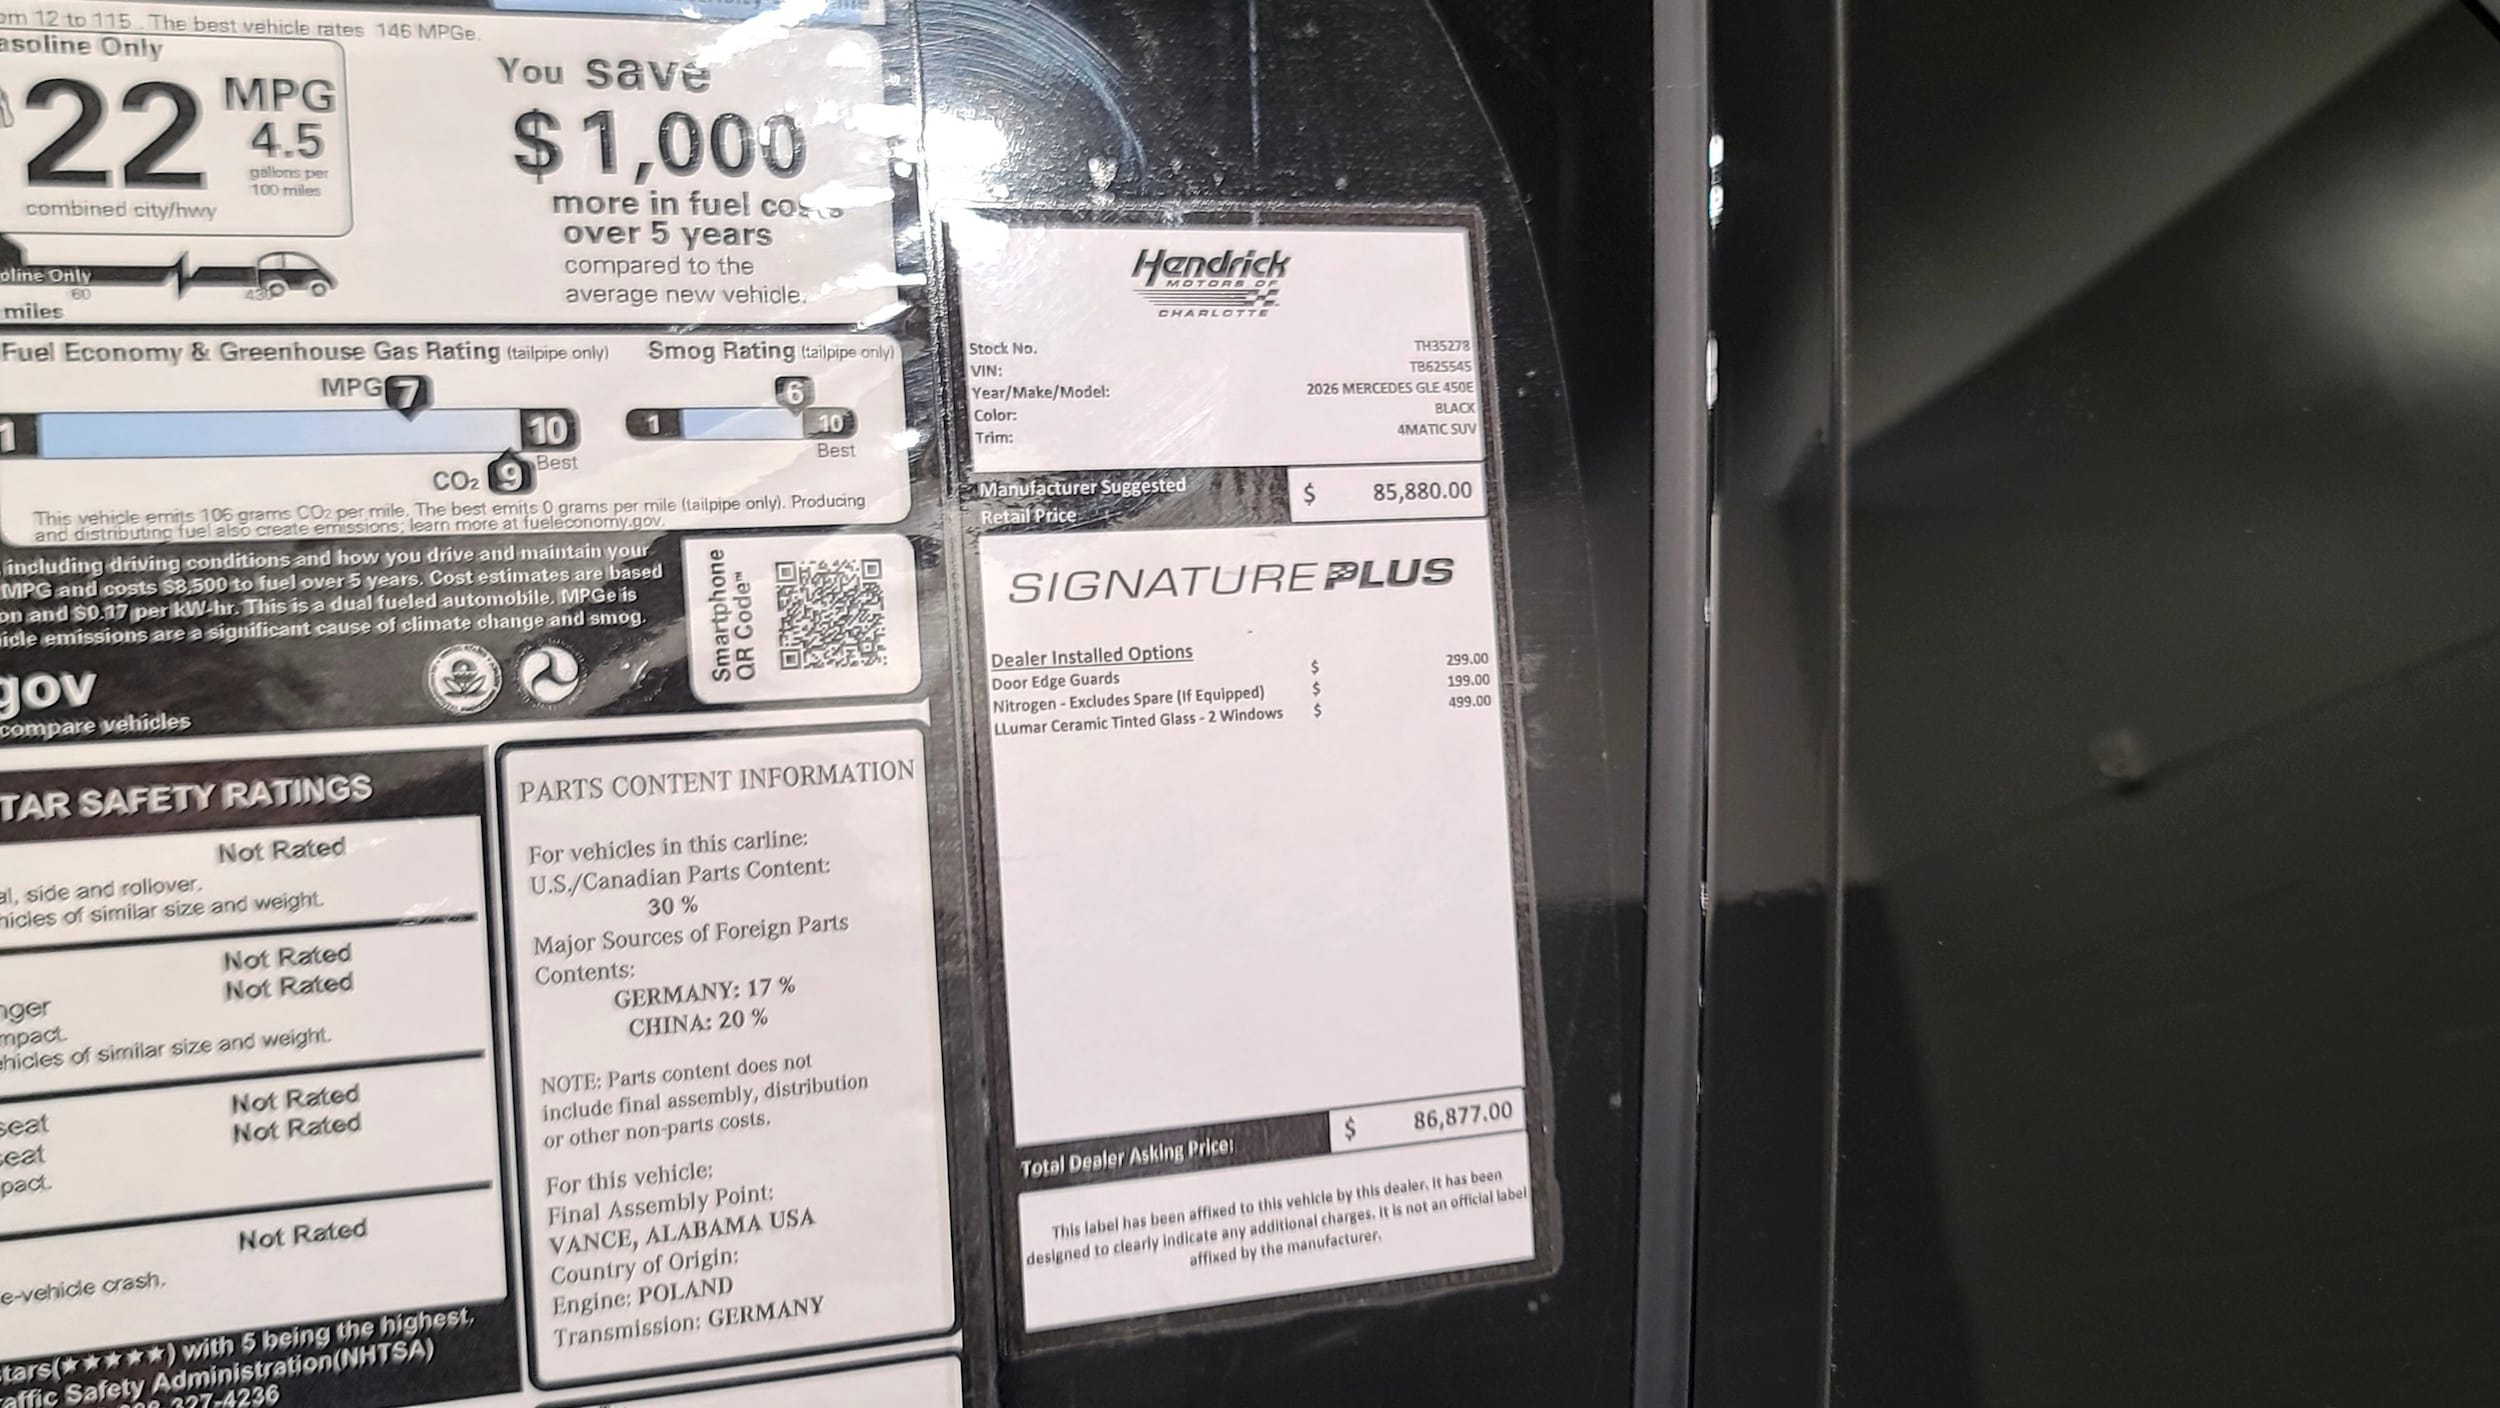 om 12 to 115. The best vehicle rates 146 MPGe.
asoline Only
22 MPG
4.5
gallons per
100 miles
combined city/hwy
oline Only
60
430
miles
You save
$1,000
more in fuel costs
over 5 years
compared to the
average new vehicle.
Fuel Economy & Greenhouse Gas Rating (tailpipe only)
MPG 7
1
10
Best
CO2 9
Smog Rating (tailpipe only)
6
1
10
Best
This vehicle emits 106 grams CO2 per mile. The best emits 0 grams per mile (tailpipe only). Producing
and distributing fuel also create emissions; learn more at fueleconomy.gov.
including driving conditions and how you drive and maintain your
MPG and costs $8,500 to fuel over 5 years. Cost estimates are based
on and $0.17 per kW-hr. This is a dual fueled automobile. MPGe is
icle emissions are a significant cause of climate change and smog.
gov
compare vehicles
Smartphone
QR Code™
TAR SAFETY RATINGS
Not Rated
al, side and rollover.
hicles of similar size and weight.
Not Rated
Not Rated
nger
mpact.
ehicles of similar size and weight.
Not Rated
seat
Not Rated
seat
pact.
Not Rated
e-vehicle crash.
tars(★★★★★) with 5 being the highest,
affic Safety Administration(NHTSA)
327-4236
PARTS CONTENT INFORMATION
For vehicles in this carline:
U.S./Canadian Parts Content:
30 %
Major Sources of Foreign Parts
Contents:
GERMANY: 17 %
CHINA: 20 %
NOTE: Parts content does not
include final assembly, distribution
or other non-parts costs.
For this vehicle:
Final Assembly Point:
VANCE, ALABAMA USA
Country of Origin:
Engine: POLAND
Transmission: GERMANY
Hendrick
MOTORS OF
CHARLOTTE
Stock No. TH35278
VIN: TB625545
Year/Make/Model: 2026 MERCEDES GLE 450E
Color: BLACK
Trim: 4MATIC SUV
Manufacturer Suggested
Retail Price
$ 85,880.00
SIGNATURE PLUS
Dealer Installed Options
Door Edge Guards $ 299.00
Nitrogen - Excludes Spare (If Equipped) $ 199.00
LLumar Ceramic Tinted Glass - 2 Windows $ 499.00
Total Dealer Asking Price: $ 86,877.00
This label has been affixed to this vehicle by this dealer. It has been
designed to clearly indicate any additional charges. It is not an official label
affixed by the manufacturer.